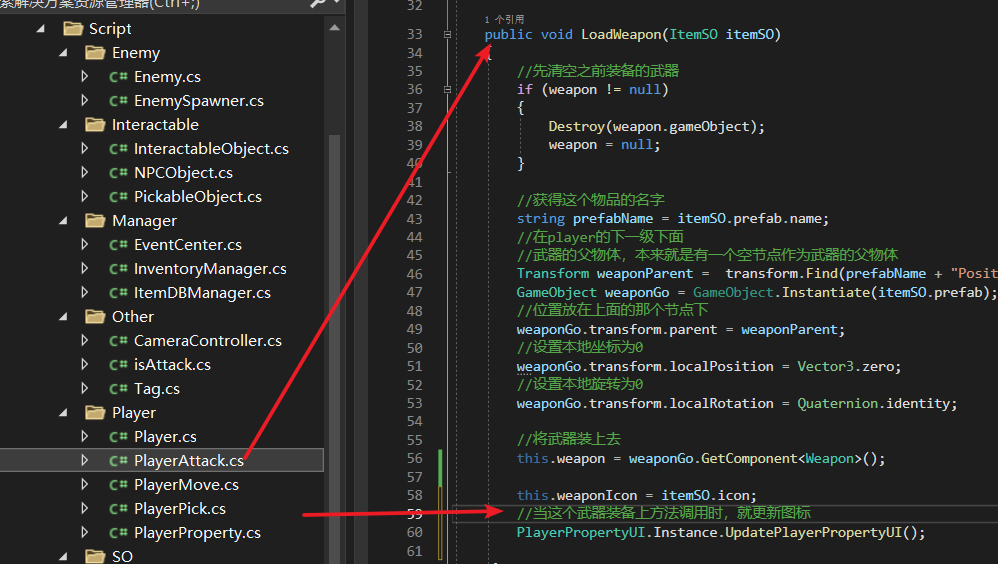 索解决方案资源管理器(Ctrl+;)
Script
Enemy
C# Enemy.cs
C# EnemySpawner.cs
Interactable
C# InteractableObject.cs
C# NPCObject.cs
C# PickableObject.cs
Manager
C# EventCenter.cs
C# InventoryManager.cs
C# ItemDBManager.cs
Other
C# CameraController.cs
C# isAttack.cs
C# Tag.cs
Player
C# Player.cs
C# PlayerAttack.cs
C# PlayerMove.cs
C# PlayerPick.cs
C# PlayerProperty.cs
SO
32
1 个引用
33 public void LoadWeapon(ItemSO itemSO)
34 {
35 //先清空之前装备的武器
36 if (weapon != null)
37 {
38 Destroy(weapon.gameObject);
39 weapon = null;
40 }
41
42 //获得这个物品的名字
43 string prefabName = itemSO.prefab.name;
44 //在player的下一级下面
45 //武器的父物体，本来就是有一个空节点作为武器的父物体
46 Transform weaponParent = transform.Find(prefabName + "Posit
47 GameObject weaponGo = GameObject.Instantiate(itemSO.prefab);
48 //位置放在上面的那个节点下
49 weaponGo.transform.parent = weaponParent;
50 //设置本地坐标为0
51 weaponGo.transform.localPosition = Vector3.zero;
52 //设置本地旋转为0
53 weaponGo.transform.localRotation = Quaternion.identity;
54
55 //将武器装上去
56 this.weapon = weaponGo.GetComponent<Weapon>();
57
58 this.weaponIcon = itemSO.icon;
59 //当这个武器装备上方法调用时，就更新图标
60 PlayerPropertyUI.Instance.UpdatePlayerPropertyUI();
61